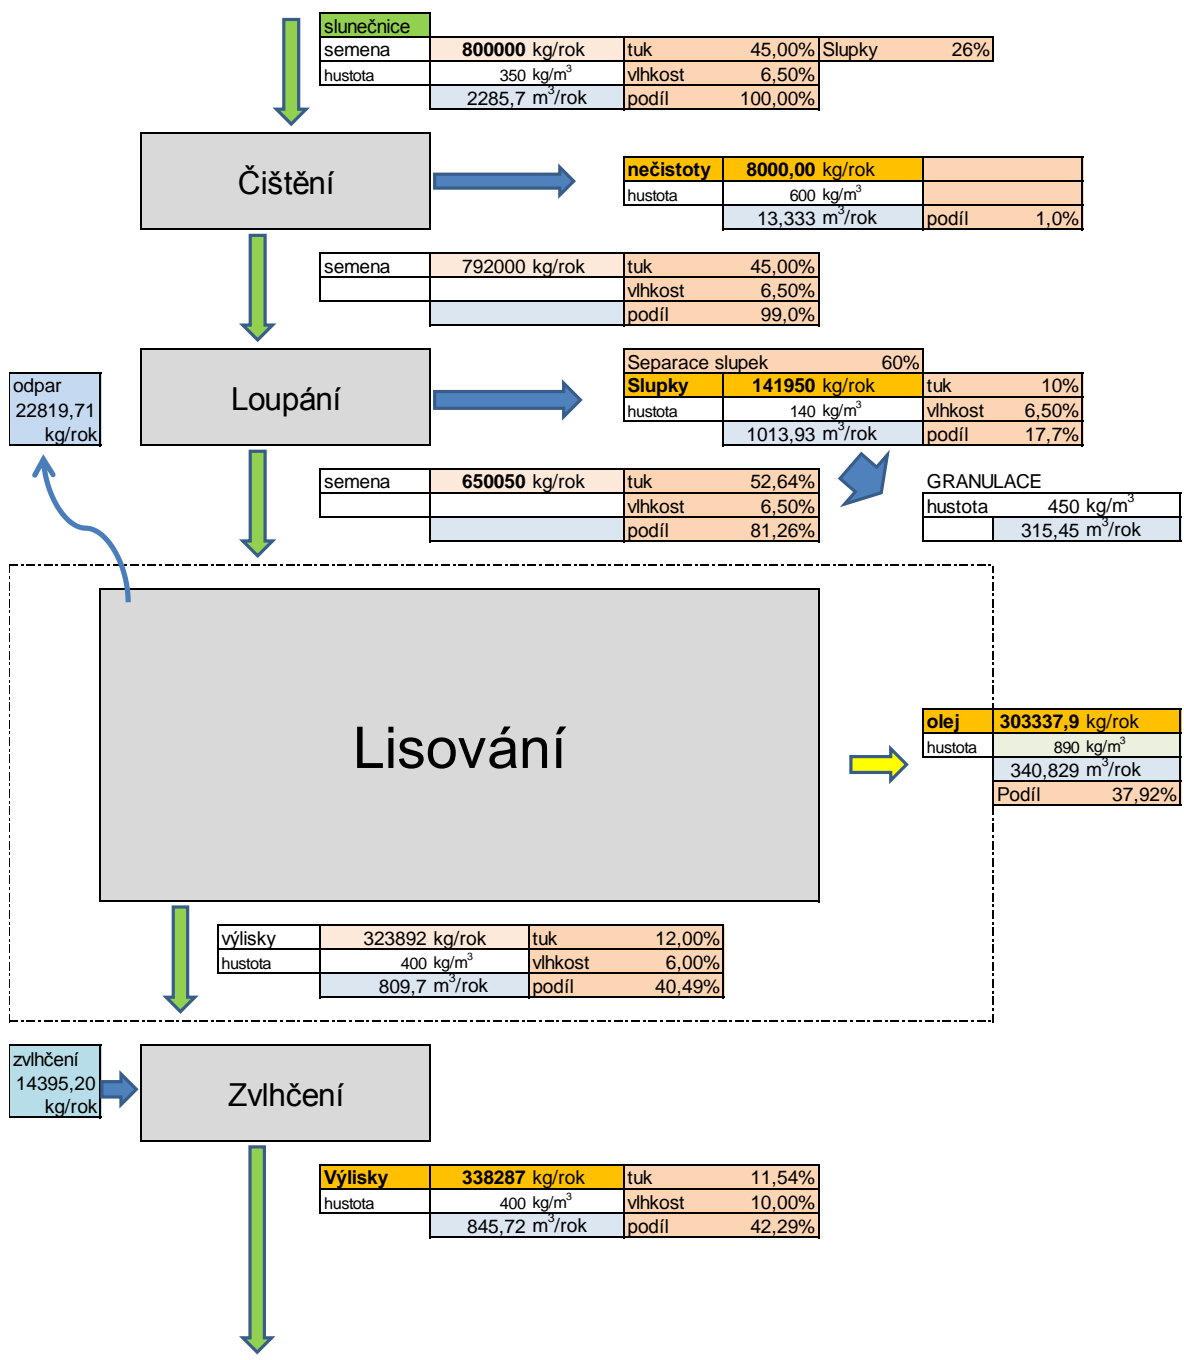 slunečnice
semena 800000 kg/rok tuk 45,00% Slupky 26%
hustota 350 kg/m³ vlhkost 6,50%
2285,7 m³/rok podíl 100,00%
Čištění
nečistoty 8000,00 kg/rok
hustota 600 kg/m³
13,333 m³/rok podíl 1,0%
semena 792000 kg/rok tuk 45,00%
vlhkost 6,50%
podíl 99,0%
Loupání
Separace slupek 60%
Slupky 141950 kg/rok tuk 10%
hustota 140 kg/m³ vlhkost 6,50%
1013,93 m³/rok podíl 17,7%
odpar
22819,71
kg/rok
semena 650050 kg/rok tuk 52,64%
vlhkost 6,50%
podíl 81,26%
GRANULACE
hustota 450 kg/m³
315,45 m³/rok
Lisování
olej 303337,9 kg/rok
hustota 890 kg/m³
340,829 m³/rok
Podíl 37,92%
výlisky 323892 kg/rok tuk 12,00%
hustota 400 kg/m³ vlhkost 6,00%
809,7 m³/rok podíl 40,49%
zvlhčení
14395,20
kg/rok
Zvlhčení
Výlisky 338287 kg/rok tuk 11,54%
hustota 400 kg/m³ vlhkost 10,00%
845,72 m³/rok podíl 42,29%